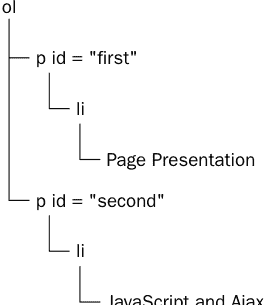 ol
p id = "first"
li
Page Presentation
p id = "second"
li
JavaScript and Ajax